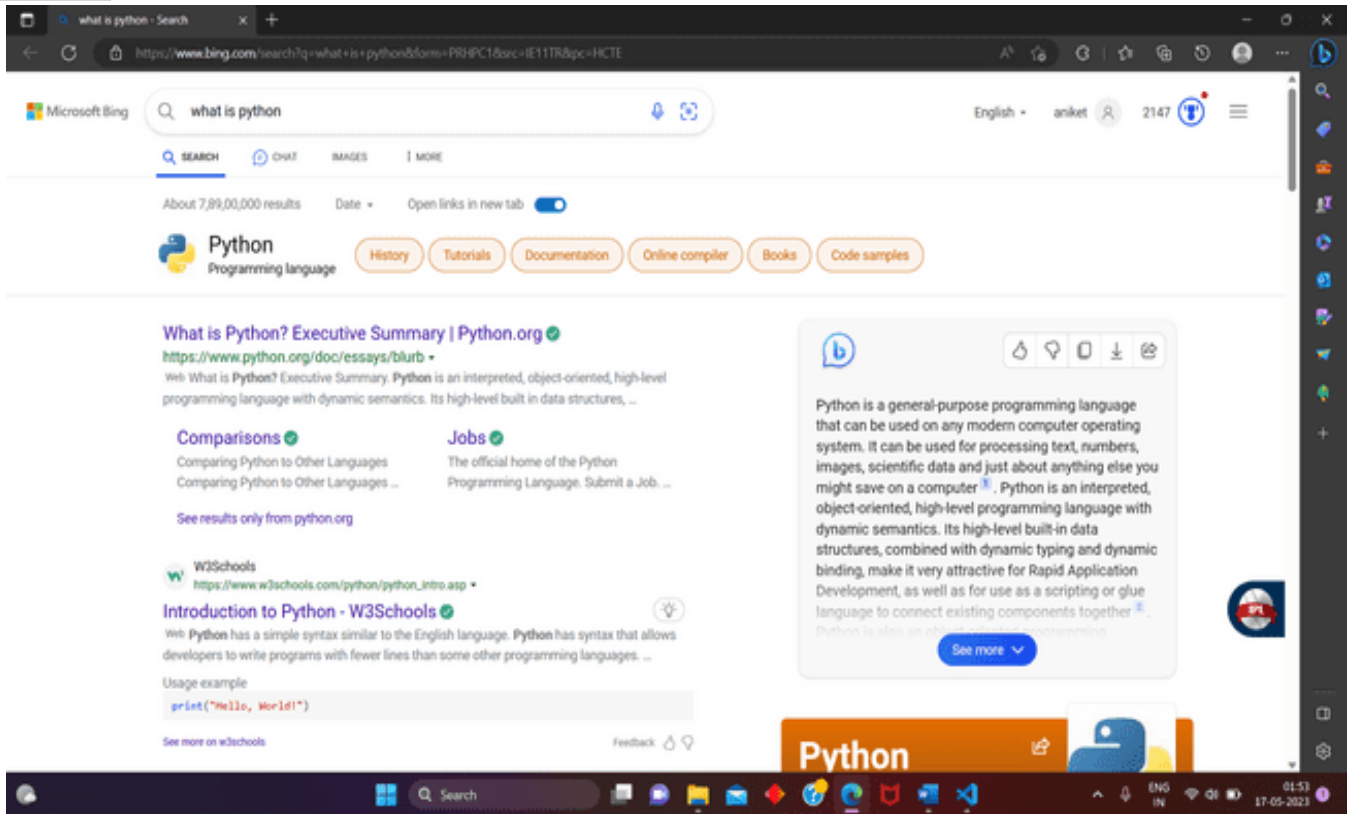 what is python - Search
https://www.bing.com/search?q=what+is+python&form=PRHPC1&src=IE11TR&pc=HCTE
Microsoft Bing
what is python
English
aniket
2147
SEARCH
CHAT
IMAGES
MORE
About 7,89,00,000 results
Date
Open links in new tab
Python
Programming language
History
Tutorials
Documentation
Online compiler
Books
Code samples
What is Python? Executive Summary | Python.org
https://www.python.org/doc/essays/blurb
Web What is Python? Executive Summary. Python is an interpreted, object-oriented, high-level
programming language with dynamic semantics. Its high-level built in data structures, ...
Comparisons
Comparing Python to Other Languages
Comparing Python to Other Languages ...
Jobs
The official home of the Python
Programming Language. Submit a Job. ...
See results only from python.org
W3Schools
https://www.w3schools.com/python/python_intro.asp
Introduction to Python - W3Schools
Web Python has a simple syntax similar to the English language. Python has syntax that allows
developers to write programs with fewer lines than some other programming languages. ...
Usage example
print("Hello, World!")
See more on w3schools
Feedback
Python is a general-purpose programming language
that can be used on any modern computer operating
system. It can be used for processing text, numbers,
images, scientific data and just about anything else you
might save on a computer 1 . Python is an interpreted,
object-oriented, high-level programming language with
dynamic semantics. Its high-level built-in data
structures, combined with dynamic typing and dynamic
binding, make it very attractive for Rapid Application
Development, as well as for use as a scripting or glue
language to connect existing components together 2 .
Python is also an object-oriented programming
See more
Python
Search
ENG
IN
01:53
17-05-2023
1